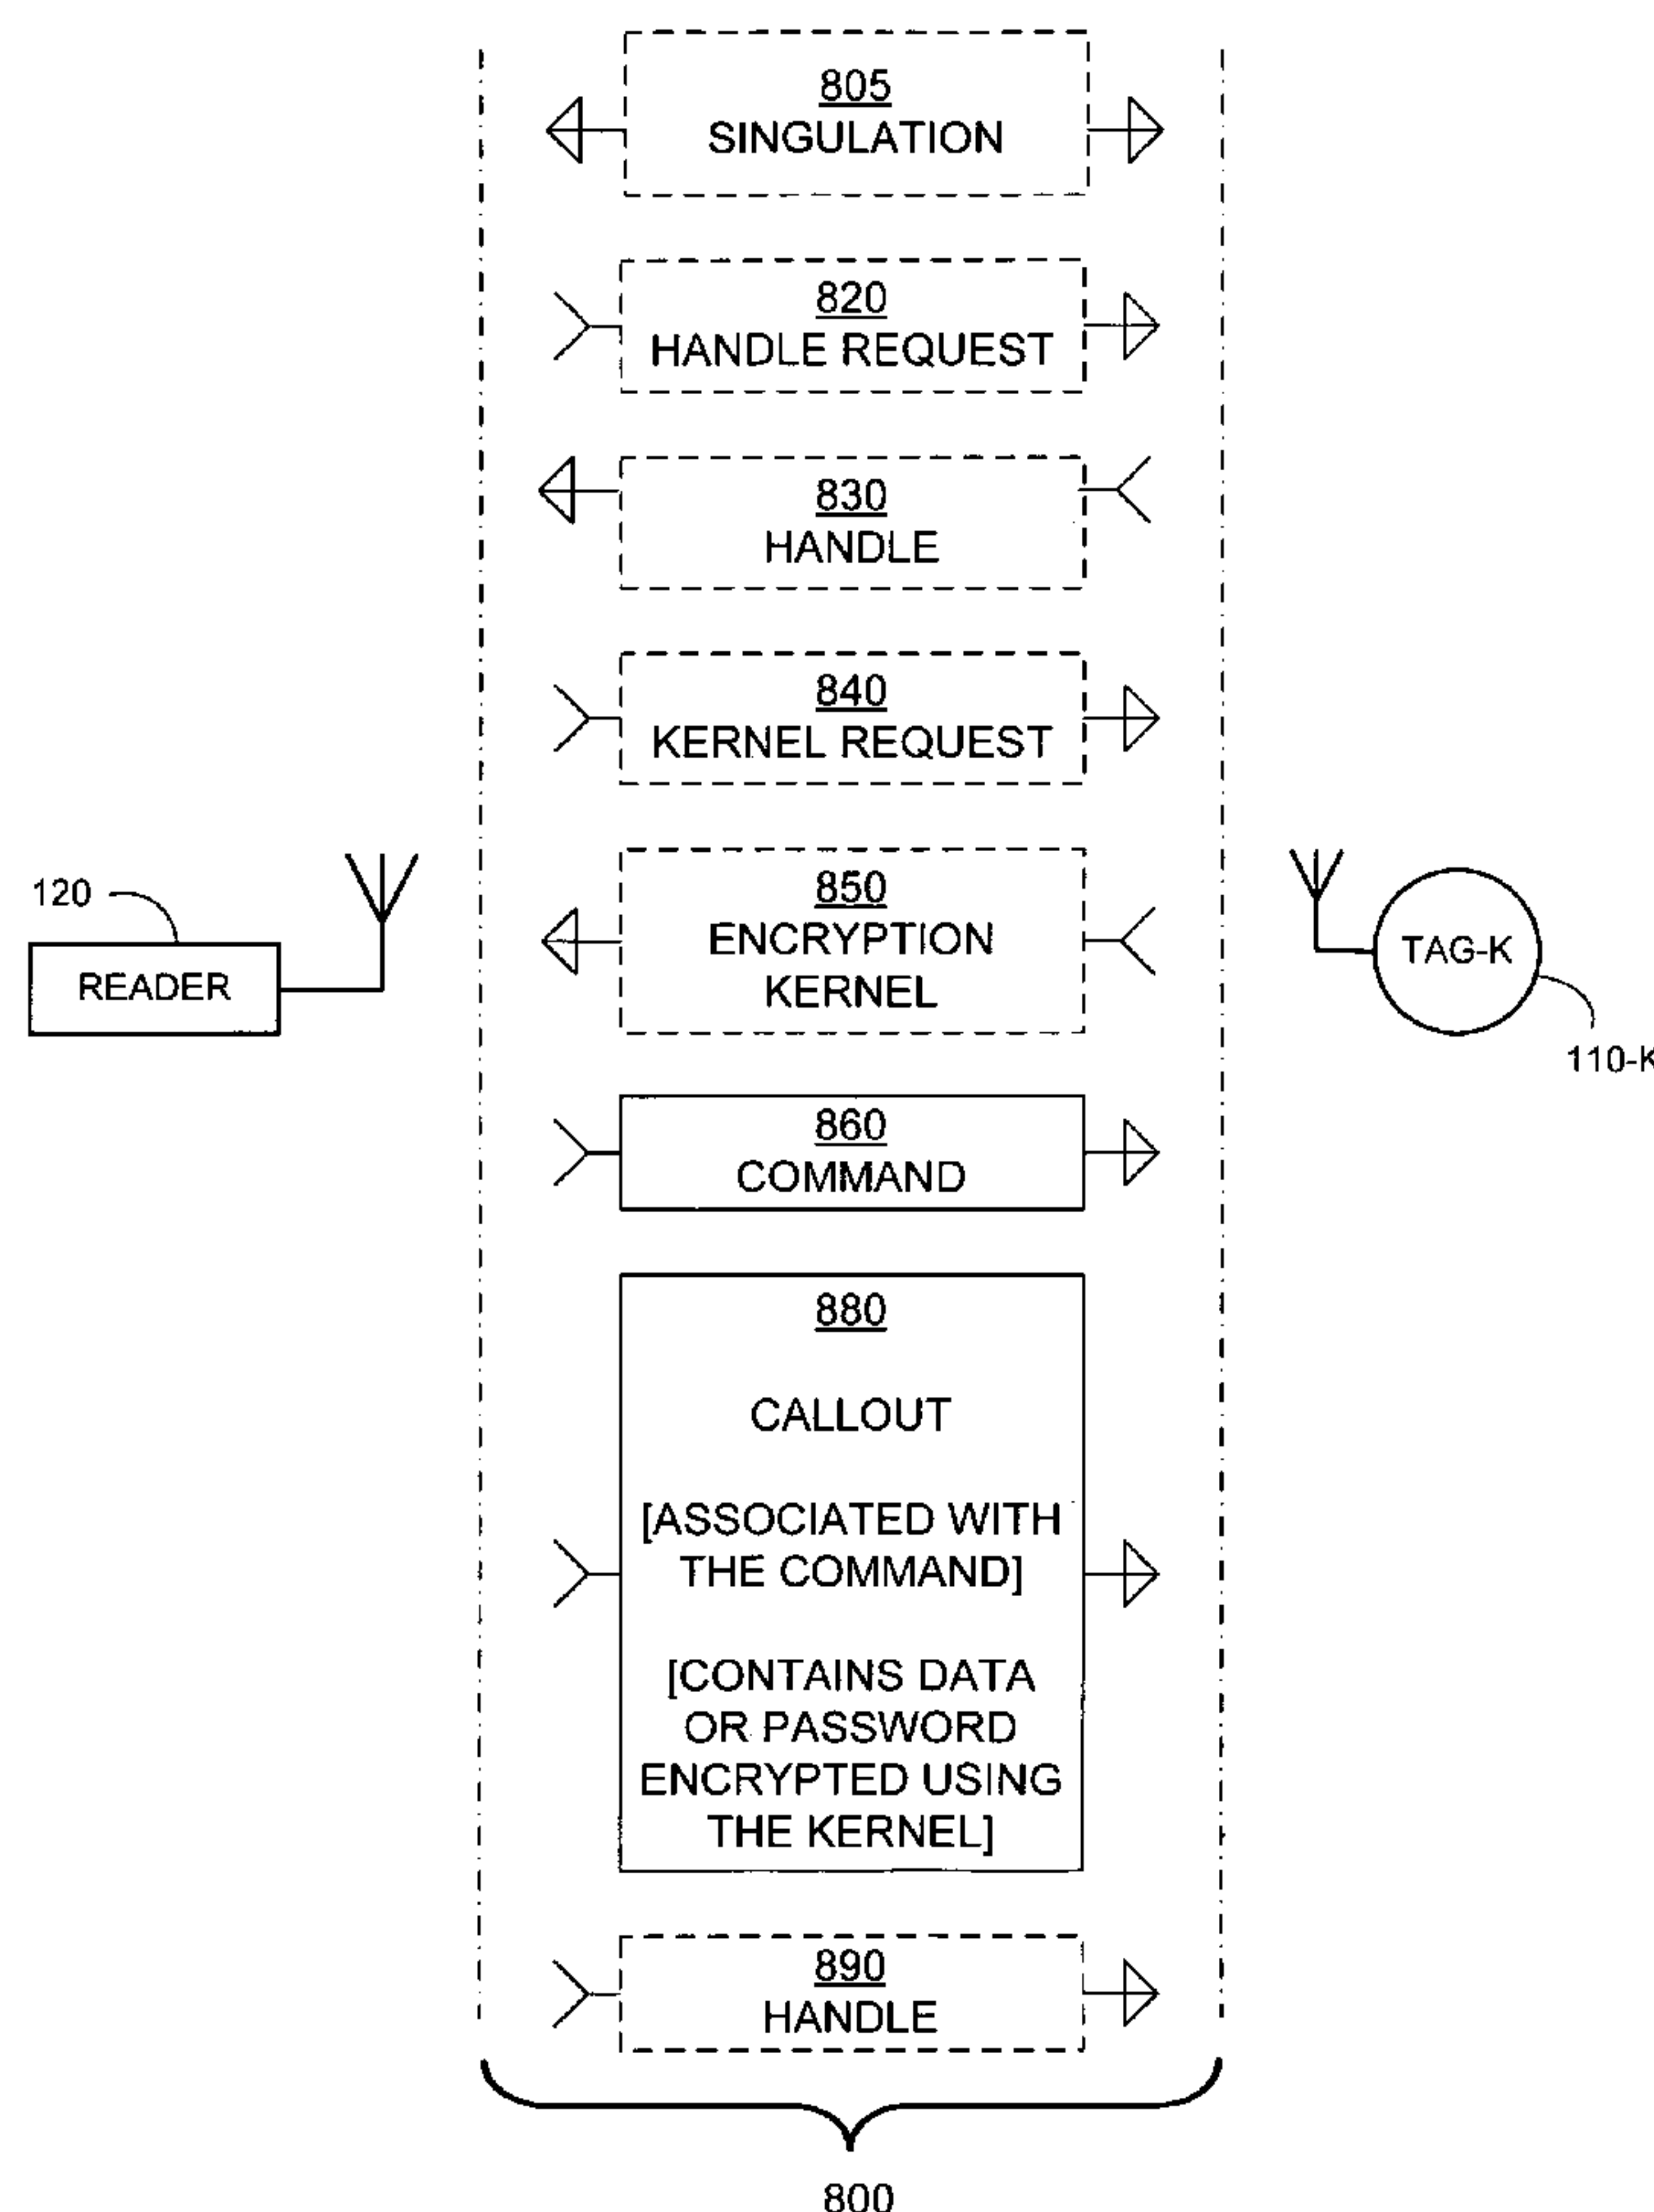 805
SINGULATION
820
HANDLE REQUEST
830
HANDLE
840
KERNEL REQUEST
120
READER
850
ENCRYPTION
KERNEL
TAG-K
110-K
860
COMMAND
880
CALLOUT
[ASSOCIATED WITH
THE COMMAND]
[CONTAINS DATA
OR PASSWORD
ENCRYPTED USING
THE KERNEL]
890
HANDLE
800